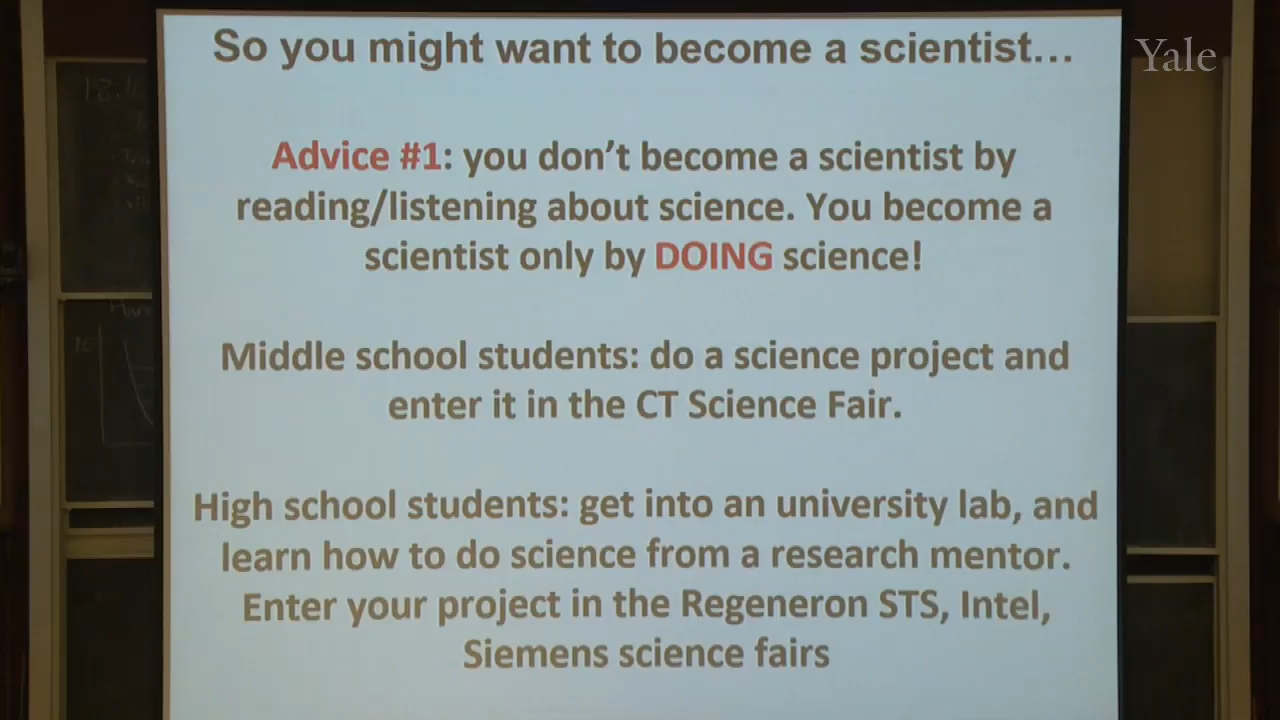 So you might want to become a scientist…
Yale
Advice #1: you don't become a scientist by
reading/listening about science. You become a
scientist only by DOING science!
Middle school students: do a science project and
enter it in the CT Science Fair.
High school students: get into an university lab, and
learn how to do science from a research mentor.
Enter your project in the Regeneron STS, Intel,
Siemens science fairs